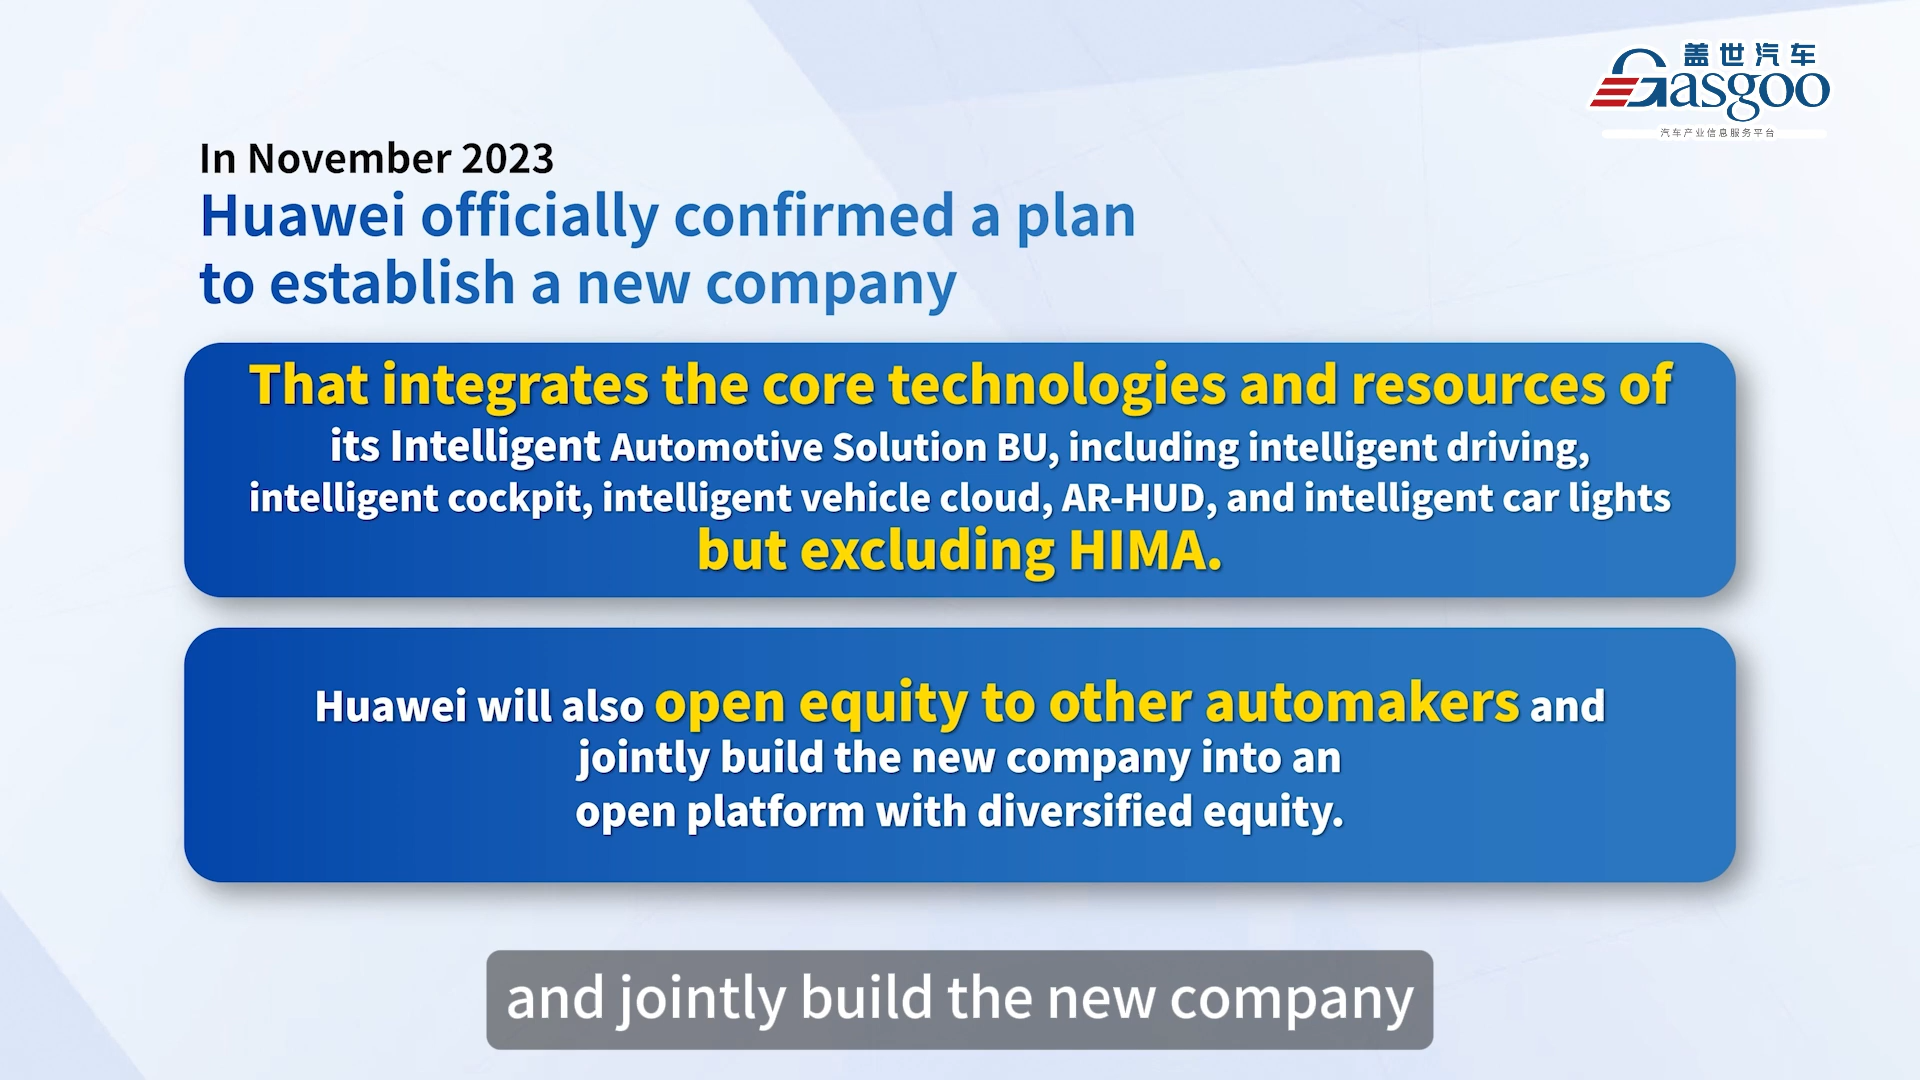 盖世汽车
Gasgoo
汽车产业信息服务平台
In November 2023
Huawei officially confirmed a plan
to establish a new company
That integrates the core technologies and resources of
its Intelligent Automotive Solution BU, including intelligent driving,
intelligent cockpit, intelligent vehicle cloud, AR-HUD, and intelligent car lights
but excluding HIMA.
Huawei will also open equity to other automakers and
jointly build the new company into an
open platform with diversified equity.
and jointly build the new company